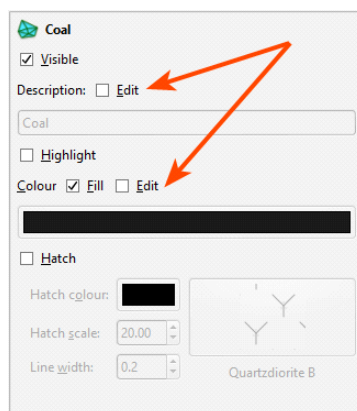 Coal
Visible
Description: Edit
Coal
Highlight
Colour Fill Edit
Hatch
Hatch colour:
Hatch scale: 20.00
Line width: 0.2
Quartzdiorite B